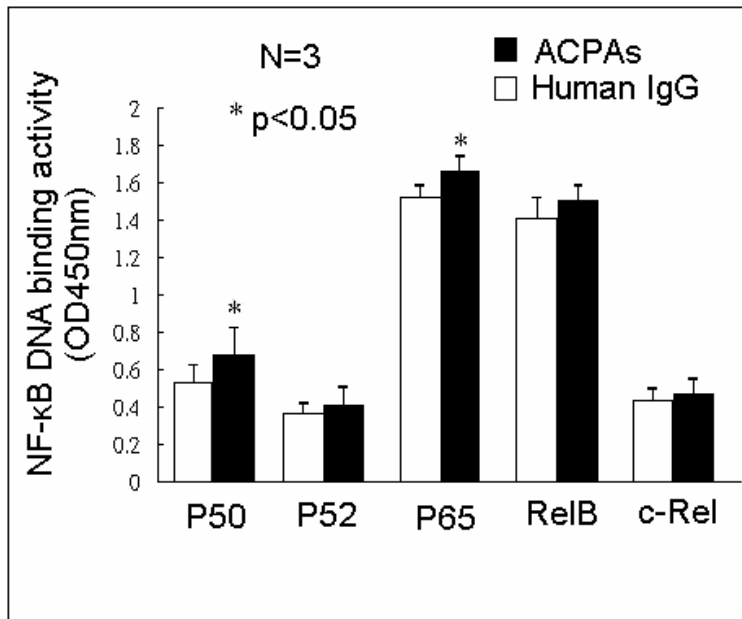 N=3
* p<0.05
ACPAs
Human IgG
NF-κB DNA binding activity
(OD450nm)
2
1.8
1.6
1.4
1.2
1
0.8
0.6
0.4
0.2
0
*
*
P50 P52 P65 RelB c-Rel